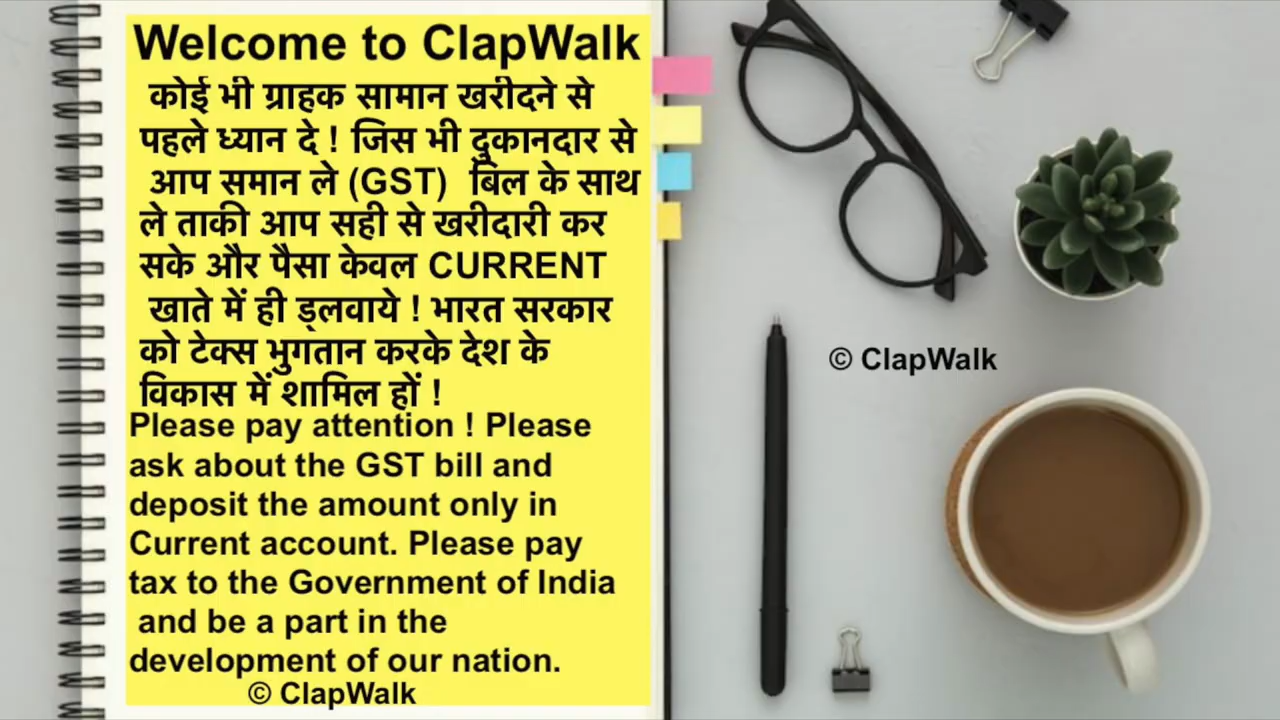 Welcome to ClapWalk
कोई भी ग्राहक सामान खरीदने से
पहले ध्यान दे ! जिस भी दुकानदार से
आप समान ले (GST) बिल के साथ
ले ताकी आप सही से खरीदारी कर
सके और पैसा केवल CURRENT
खाते में ही ड्लवाये ! भारत सरकार
को टेक्स भुगतान करके देश के
विकास में शामिल हों !
Please pay attention ! Please
ask about the GST bill and
deposit the amount only in
Current account. Please pay
tax to the Government of India
and be a part in the
development of our nation.
© ClapWalk
© ClapWalk